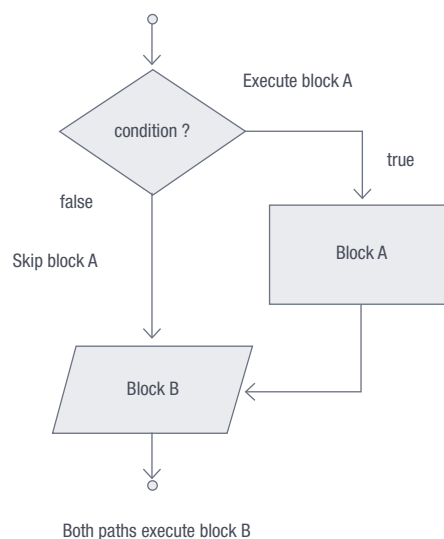 Execute block A
condition ?
true
false
Skip block A
Block A
Block B
Both paths execute block B